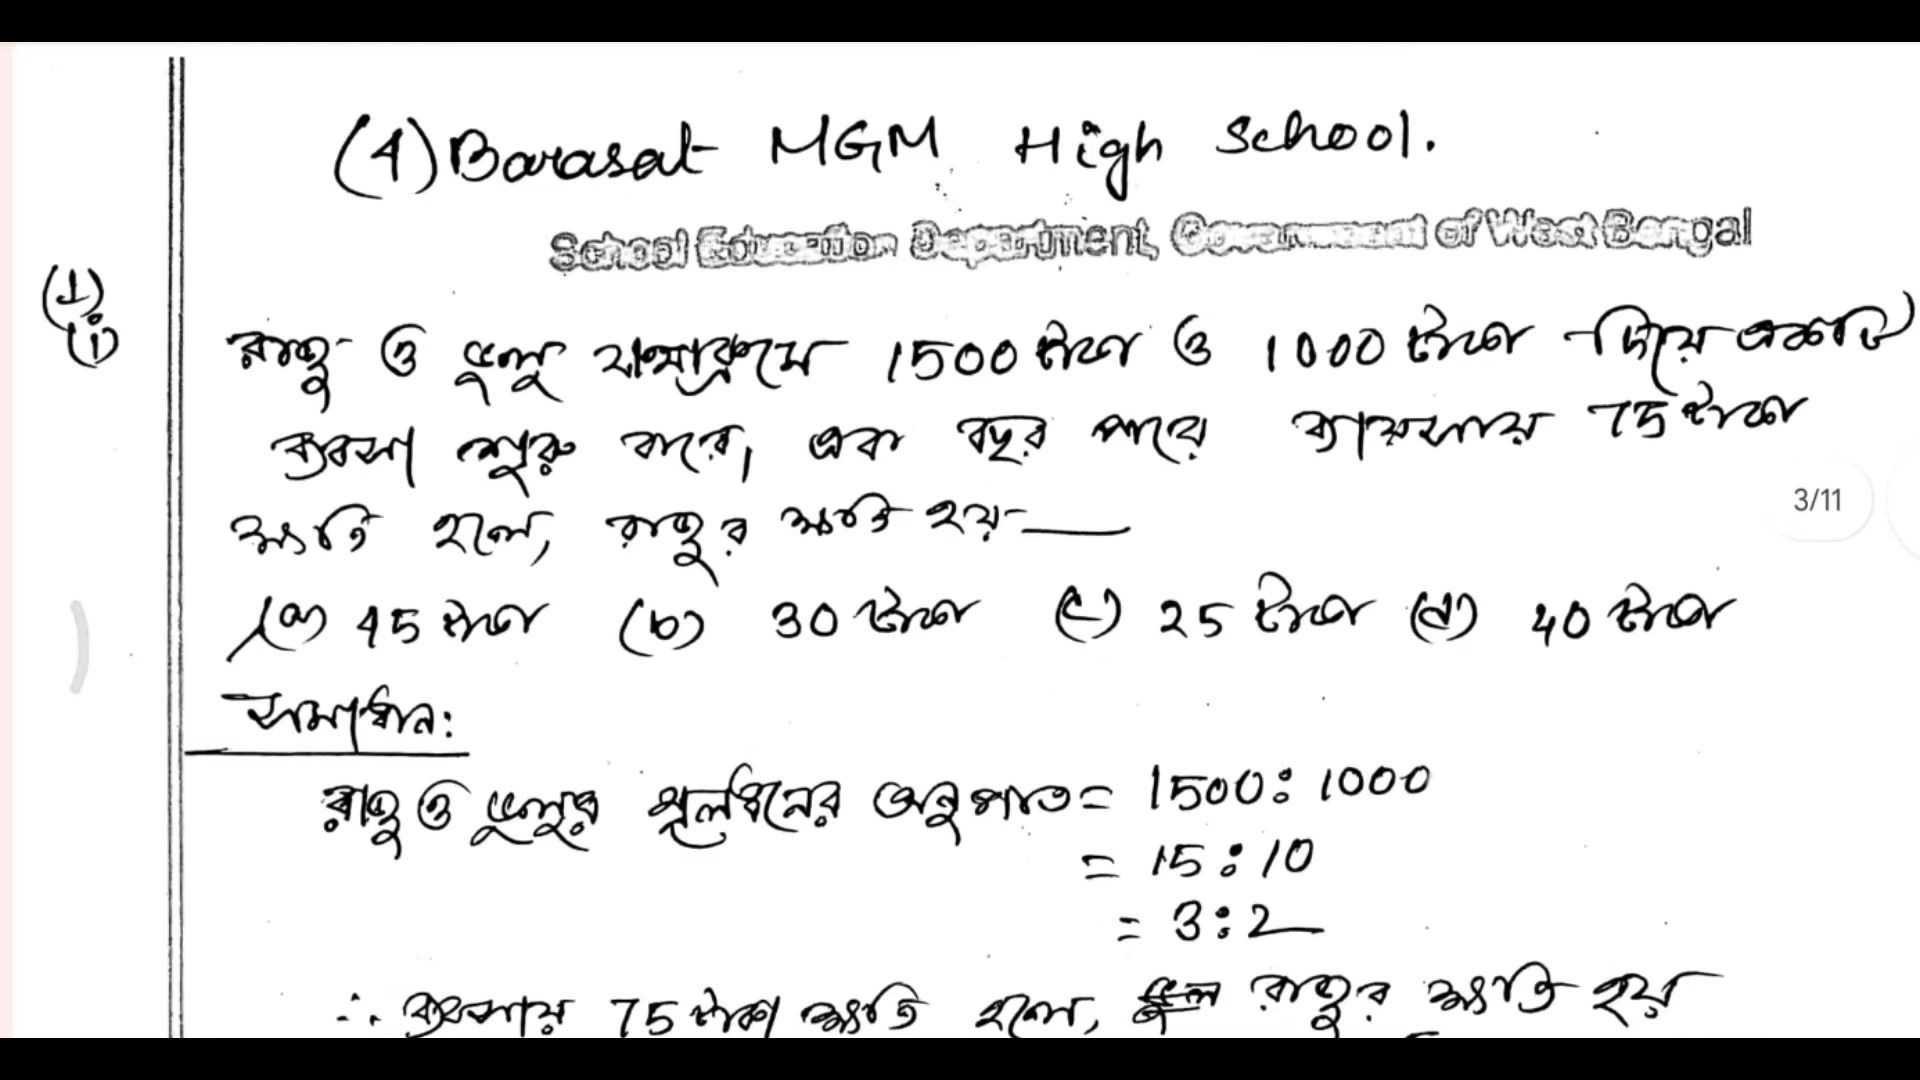 (4) Barasat MGM High School.
School Education Department, Government of West Bengal
(1)
(i)
রাজু ও ভুলু যথাক্রমে 1500 টাকা ও 1000 টাকা দিয়ে একটি
ব্যবসা শুরু করে, এক বছর পরে ব্যবসায় 75 টাকা
ক্ষতি হলে, রাজুর ক্ষতি হয়-___
(a) 45 টাকা (b) 30 টাকা (c) 25 টাকা (d) 40 টাকা
3/11
সমাধান:
রাজু ও ভুলুর মূলধনের অনুপাত = 1500:1000
= 15:10
= 3:2
∴ ব্যবসায় 75 টাকা ক্ষতি হলে, রাজুর ক্ষতি হয়